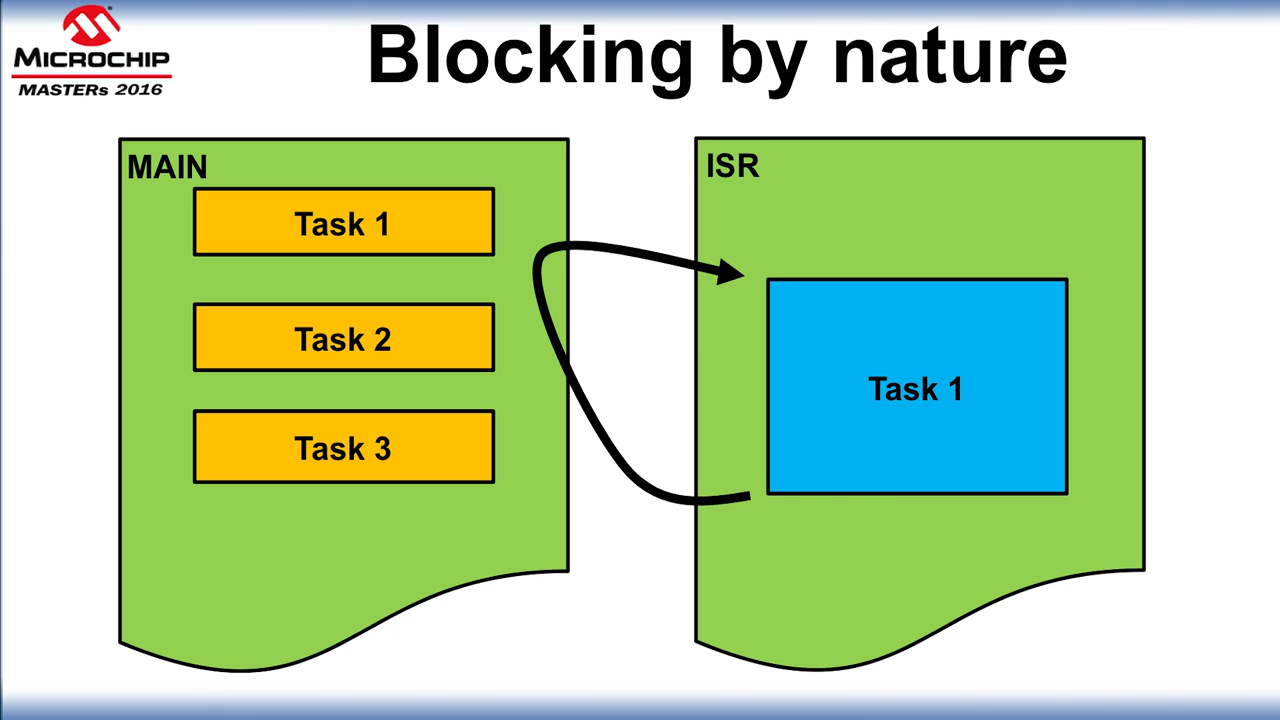 MICROCHIP
MASTERs 2016
Blocking by nature
MAIN
Task 1
Task 2
Task 3
ISR
Task 1